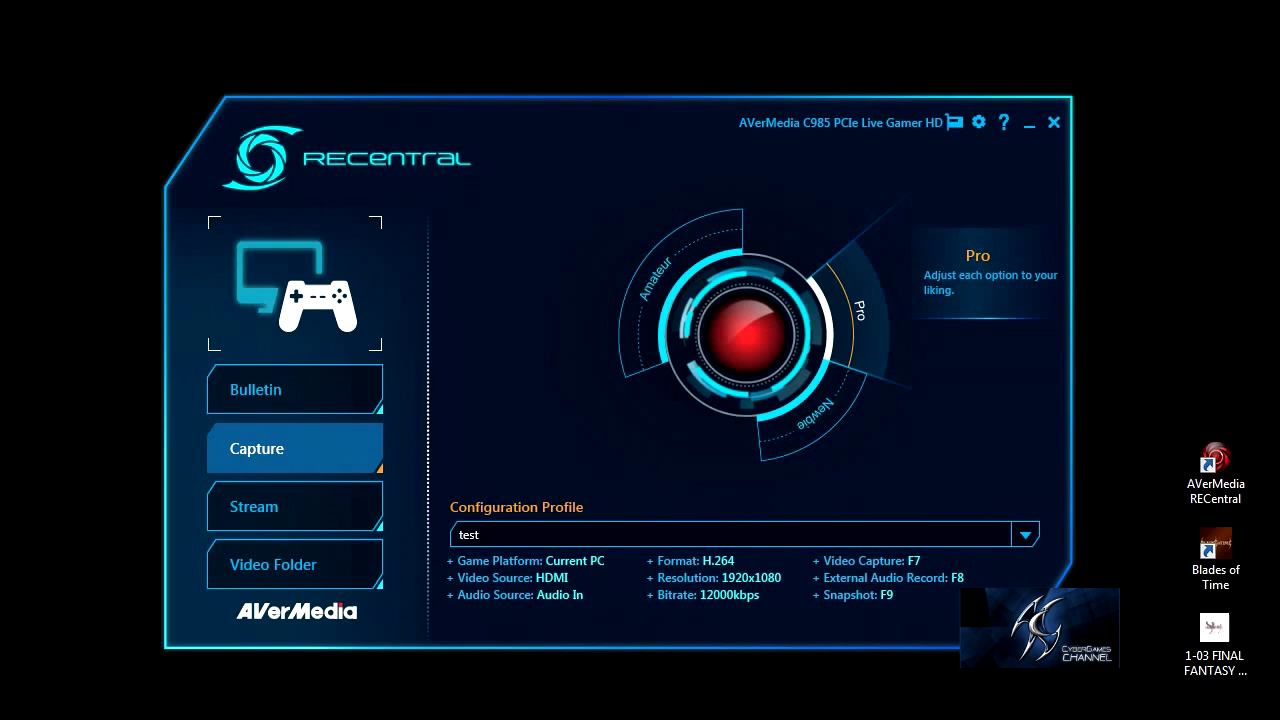 AVerMedia C985 PCIe Live Gamer HD
RECENTRAL
Amateur
Pro
Newbie
Pro
Adjust each option to your
liking.
Bulletin
Capture
Stream
Video Folder
AVerMedia
Configuration Profile
test
+ Game Platform: Current PC
+ Video Source: HDMI
+ Audio Source: Audio In
+ Format: H.264
+ Resolution: 1920x1080
+ Bitrate: 12000kbps
+ Video Capture: F7
+ External Audio Record: F8
+ Snapshot: F9
CyberGames
Channel
AVerMedia
RECentral
Blades of
Time
1-03 FINAL
FANTASY ...